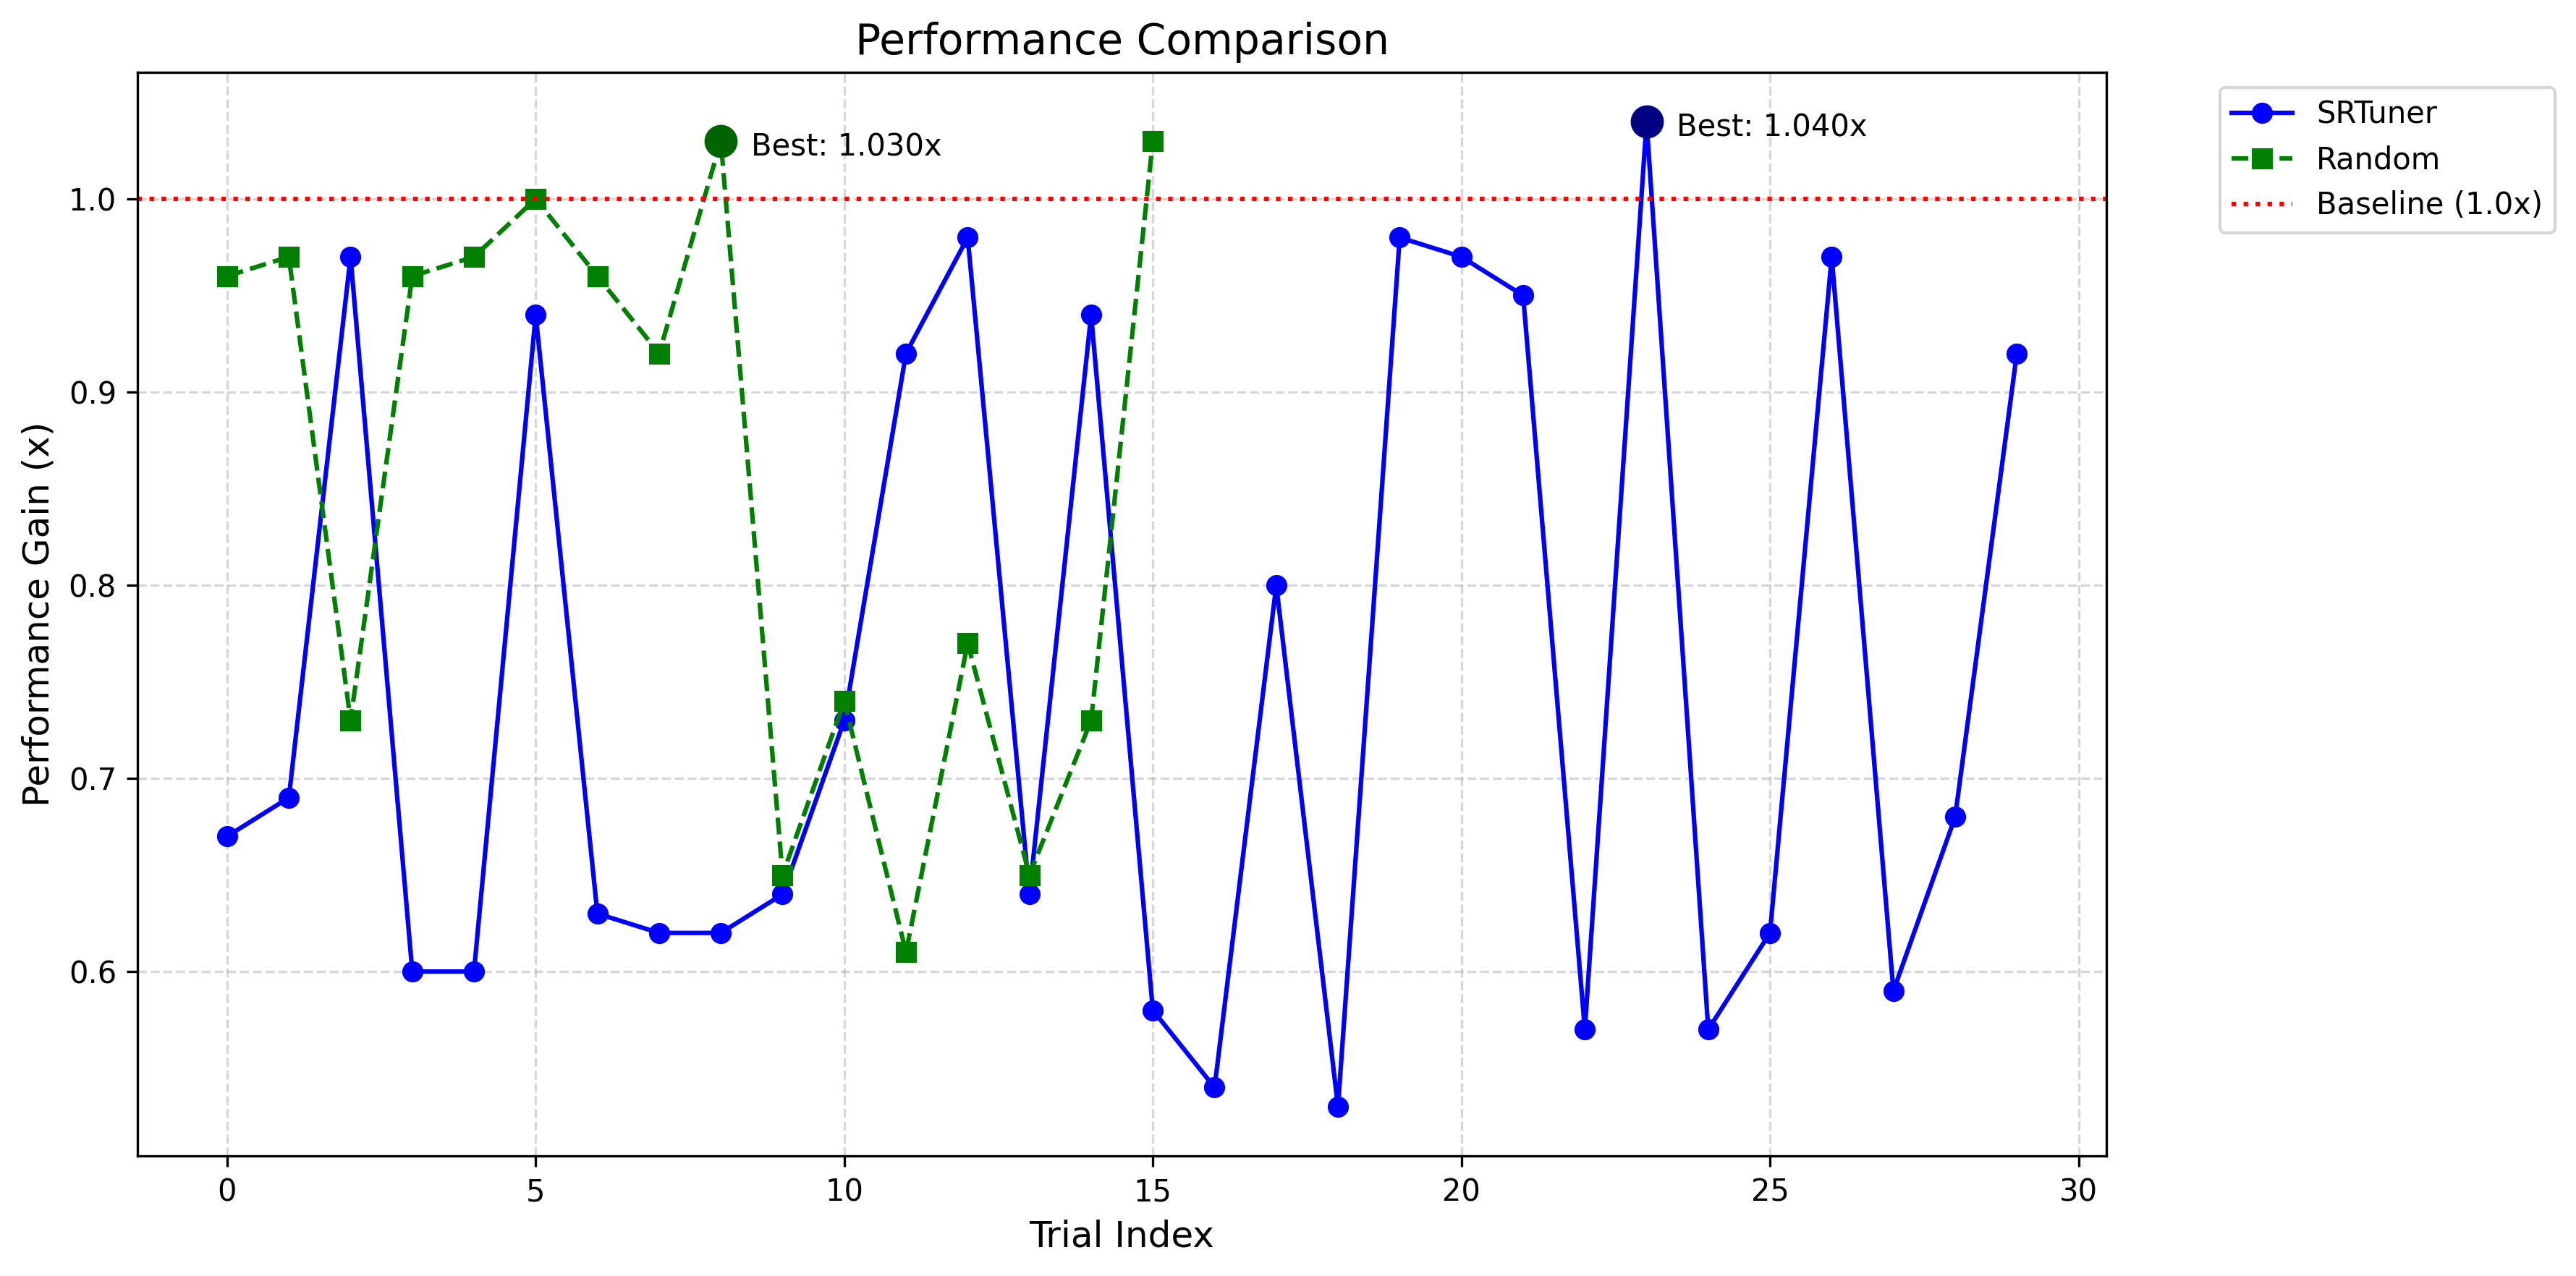 Performance Comparison
Best: 1.030x
Best: 1.040x
SRTuner
Random
Baseline (1.0x)
Performance Gain (x)
1.0
0.9
0.8
0.7
0.6
0
5
10
15
20
25
30
Trial Index